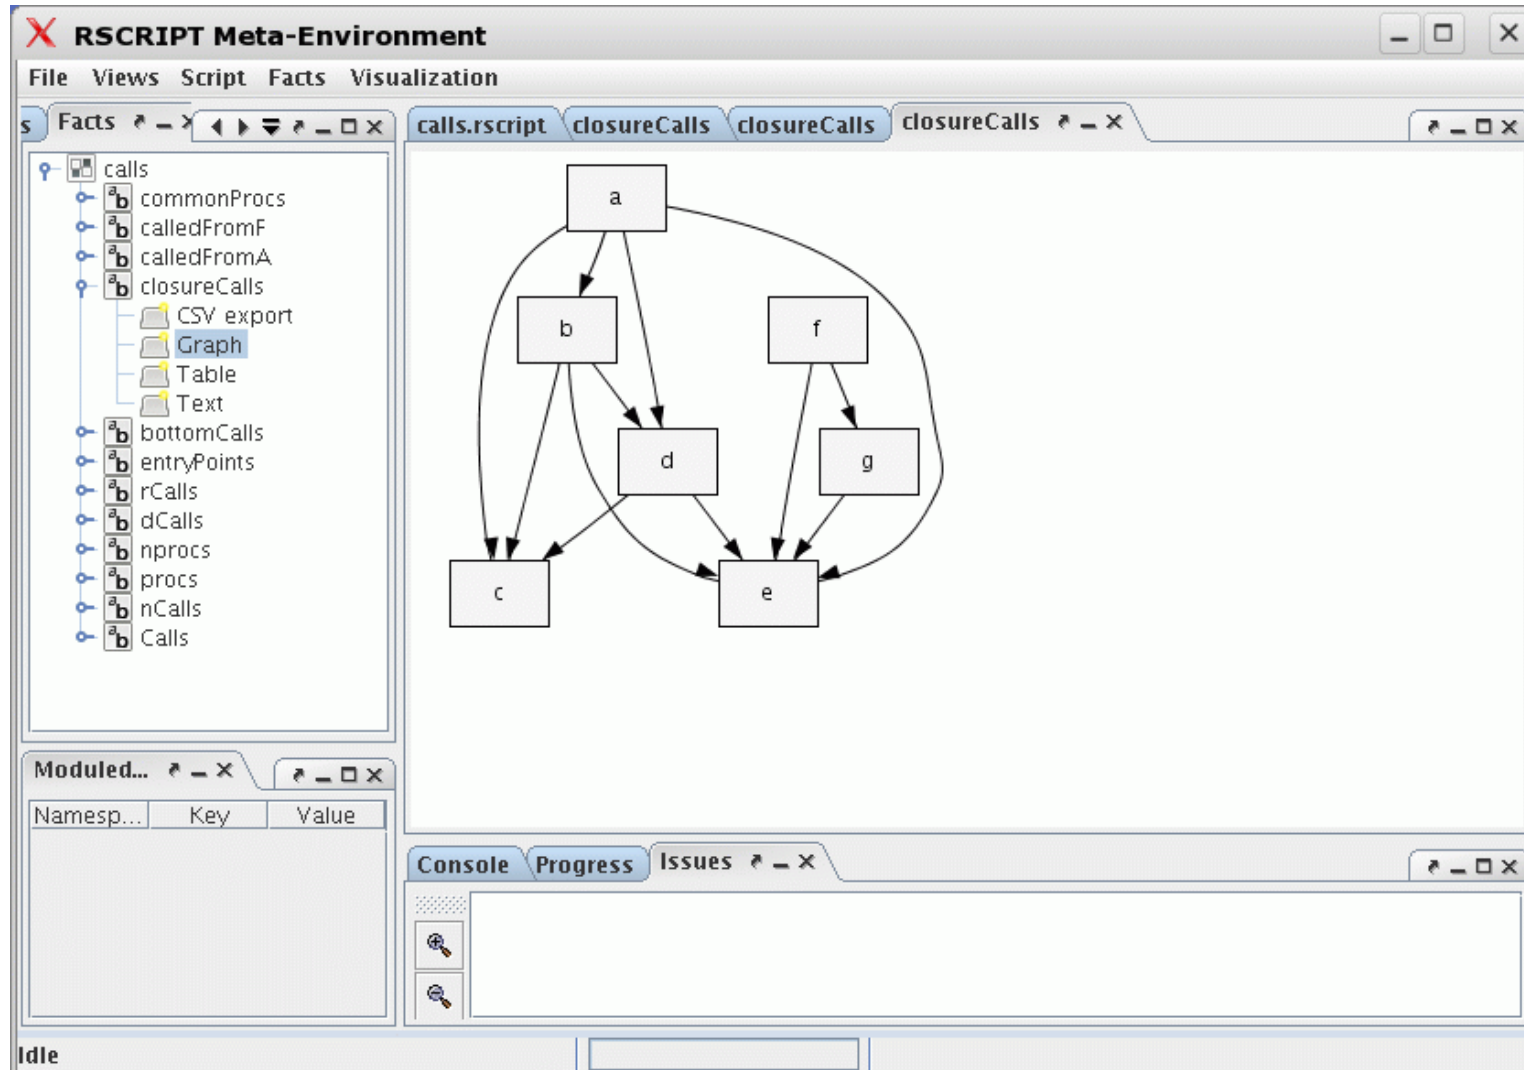 RSCRIPT Meta-Environment
File Views Script Facts Visualization
s Facts
calls
commonProcs
calledFromF
calledFromA
closureCalls
CSV export
Graph
Table
Text
bottomCalls
entryPoints
rCalls
dCalls
nprocs
procs
nCalls
Calls
calls.rscript closureCalls closureCalls closureCalls
a
b f
d g
c e
Moduled...
Namesp... Key Value
Console Progress Issues
Idle